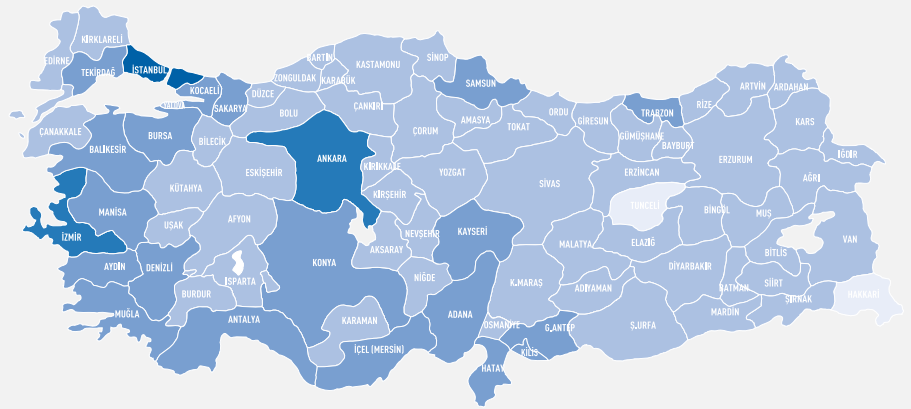 KIRKLARELİ
EDİRNE
TEKİRDAĞ
İSTANBUL
KOCAELİ
YALOVA
SAKARYA
DÜZCE
ZONGULDAK
BARTIN
KARABÜK
KASTAMONU
SİNOP
SAMSUN
BOLU
ÇANKIRI
ÇORUM
AMASYA
TOKAT
ORDU
GİRESUN
TRABZON
RİZE
ARTVİN
ARDAHAN
KARS
GÜMÜŞHANE
BAYBURT
ERZURUM
IĞDIR
AĞRI
ÇANAKKALE
BALIKESİR
BURSA
BİLECİK
ESKİŞEHİR
ANKARA
KIRIKKALE
KIRŞEHİR
YOZGAT
SİVAS
ERZİNCAN
TUNCELİ
BİNGÖL
MUŞ
VAN
BİTLİS
KÜTAHYA
MANİSA
İZMİR
UŞAK
AFYON
AYDIN
DENİZLİ
ISPARTA
BURDUR
MUĞLA
ANTALYA
KONYA
AKSARAY
NEVŞEHİR
KAYSERİ
NİĞDE
KARAMAN
İÇEL (MERSİN)
ADANA
K.MARAŞ
MALATYA
ELAZIĞ
ADIYAMAN
DİYARBAKIR
BATMAN
SİİRT
ŞIRNAK
HAKKARİ
MARDİN
Ş.URFA
OSMANİYE
G.ANTEP
KİLİS
HATAY